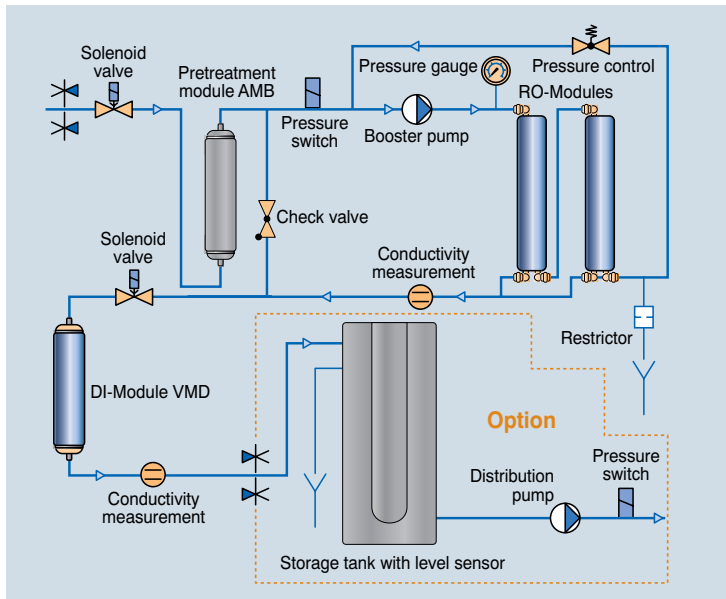 Solenoid
valve
Pretreatment
module AMB
Pressure gauge
Pressure control
RO-Modules
Pressure
switch
Booster pump
Check valve
Solenoid
valve
Conductivity
measurement
Restrictor
DI-Module VMD
Option
Conductivity
measurement
Distribution
pump
Pressure
switch
Storage tank with level sensor